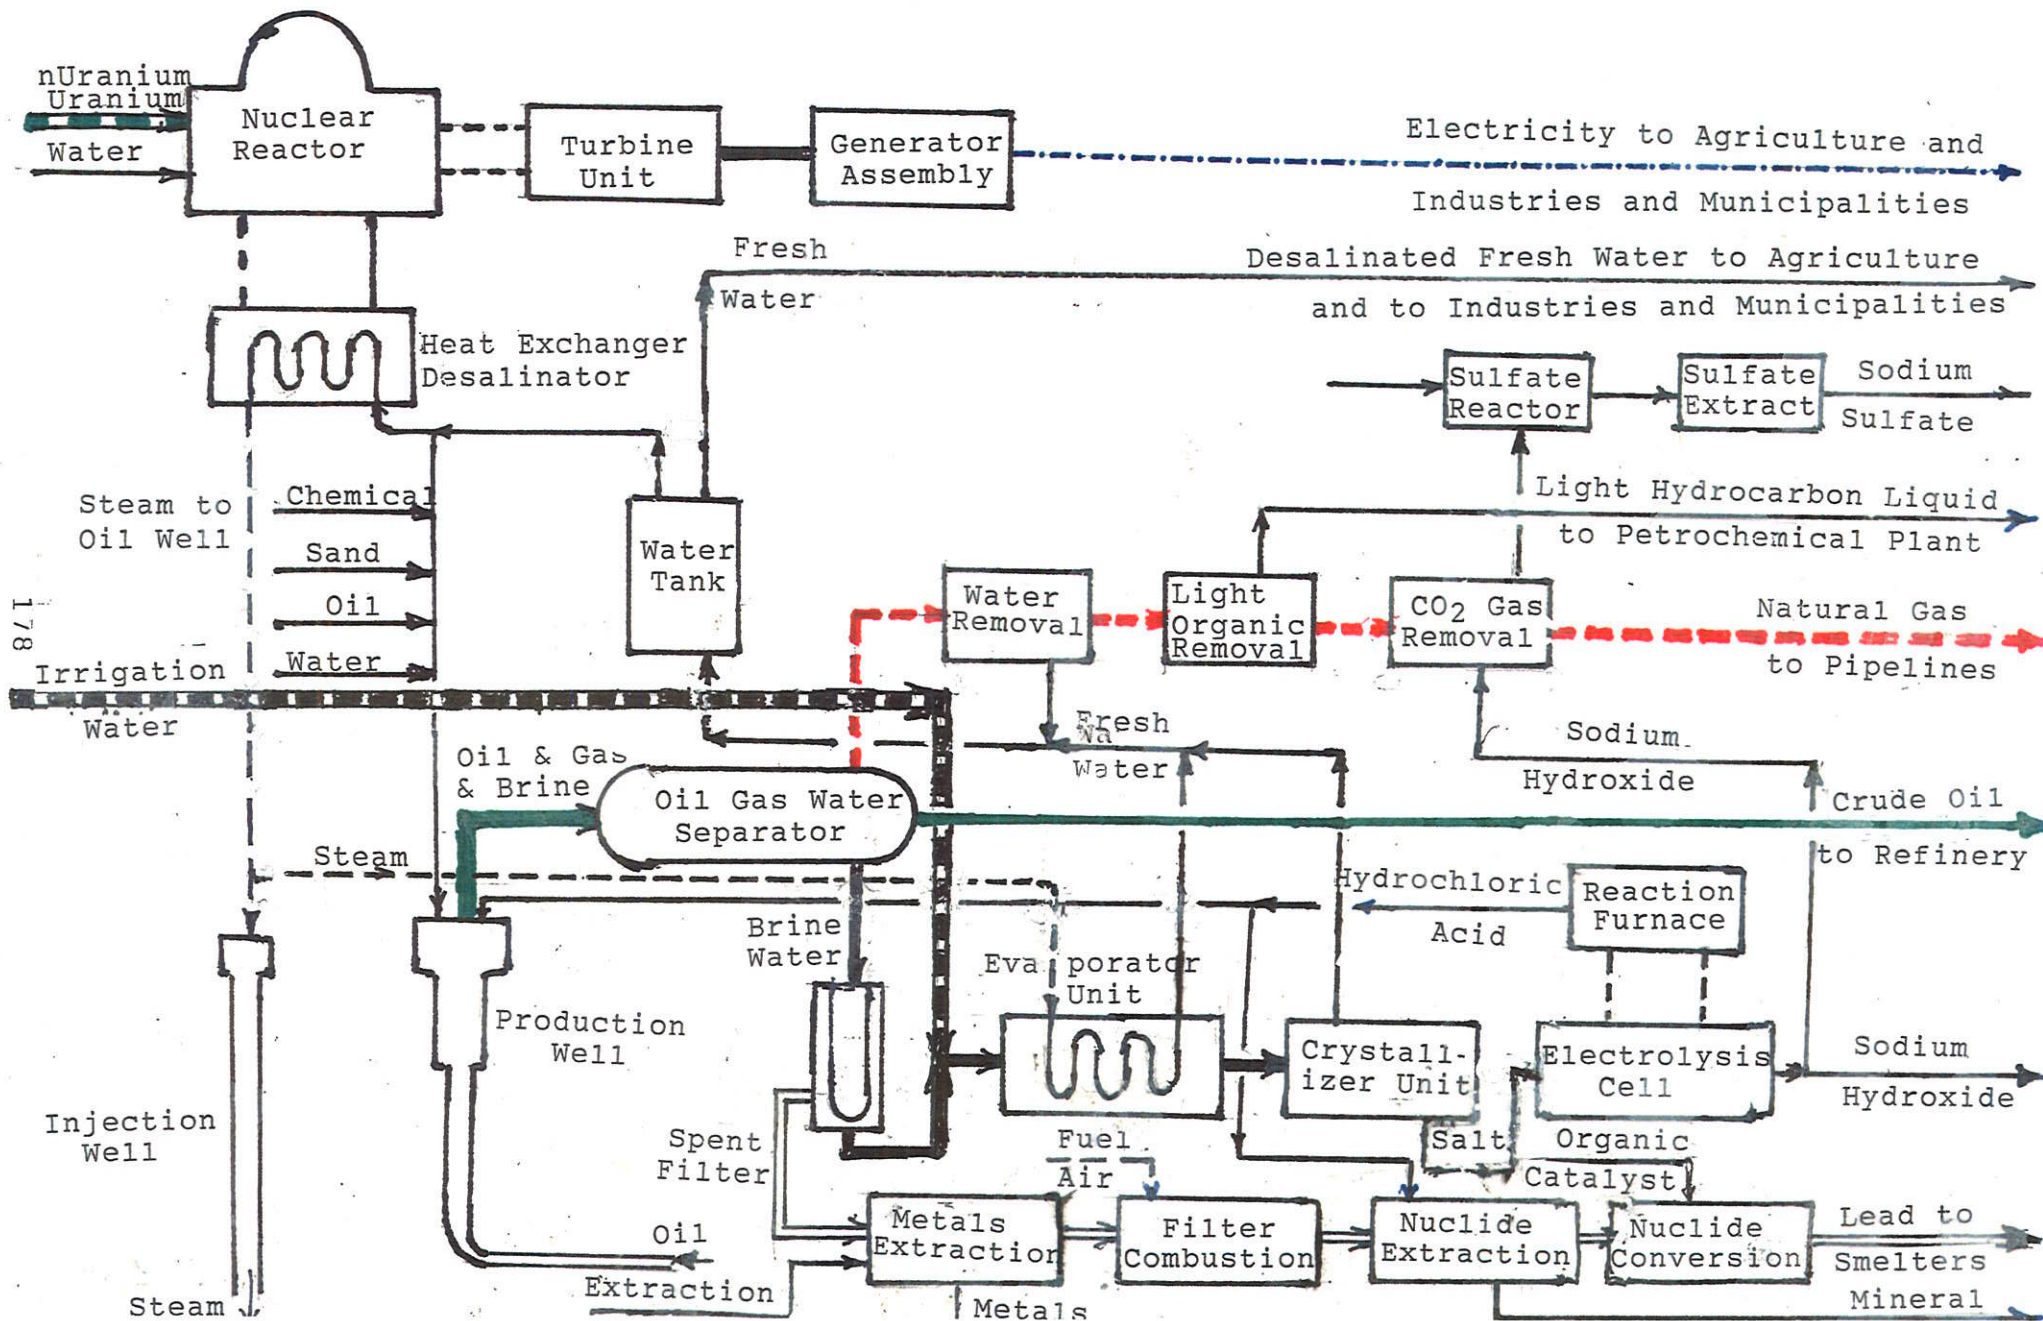 nUranium
Uranium
Water
Nuclear
Reactor
Turbine
Unit
Generator
Assembly
Electricity to Agriculture and
Industries and Municipalities
Fresh
Water
Desalinated Fresh Water to Agriculture
and to Industries and Municipalities
Heat Exchanger
Desalinator
Sulfate
Reactor
Sulfate
Extract
Sodium
Sulfate
Steam to
Oil Well
Chemical
Sand
Oil
Water
Water
Tank
Light Hydrocarbon Liquid
to Petrochemical Plant
Water
Removal
Light
Organic
Removal
CO2 Gas
Removal
Natural Gas
to Pipelines
178
Irrigation
Water
Fresh
Wa
Water
Sodium
Hydroxide
Oil & Gas
& Brine
Oil Gas Water
Separator
Crude Oil
to Refinery
Steam
Hydrochloric
Acid
Reaction
Furnace
Brine
Water
Eva porator
Unit
Production
Well
Crystall-
izer Unit
Electrolysis
Cell
Sodium
Hydroxide
Injection
Well
Spent
Filter
Fuel
Air
Salt
Organic
Catalyst
Metals
Extraction
Filter
Combustion
Nuclide
Extraction
Nuclide
Conversion
Lead to
Smelters
Oil
Extraction
Steam
Metals
Mineral